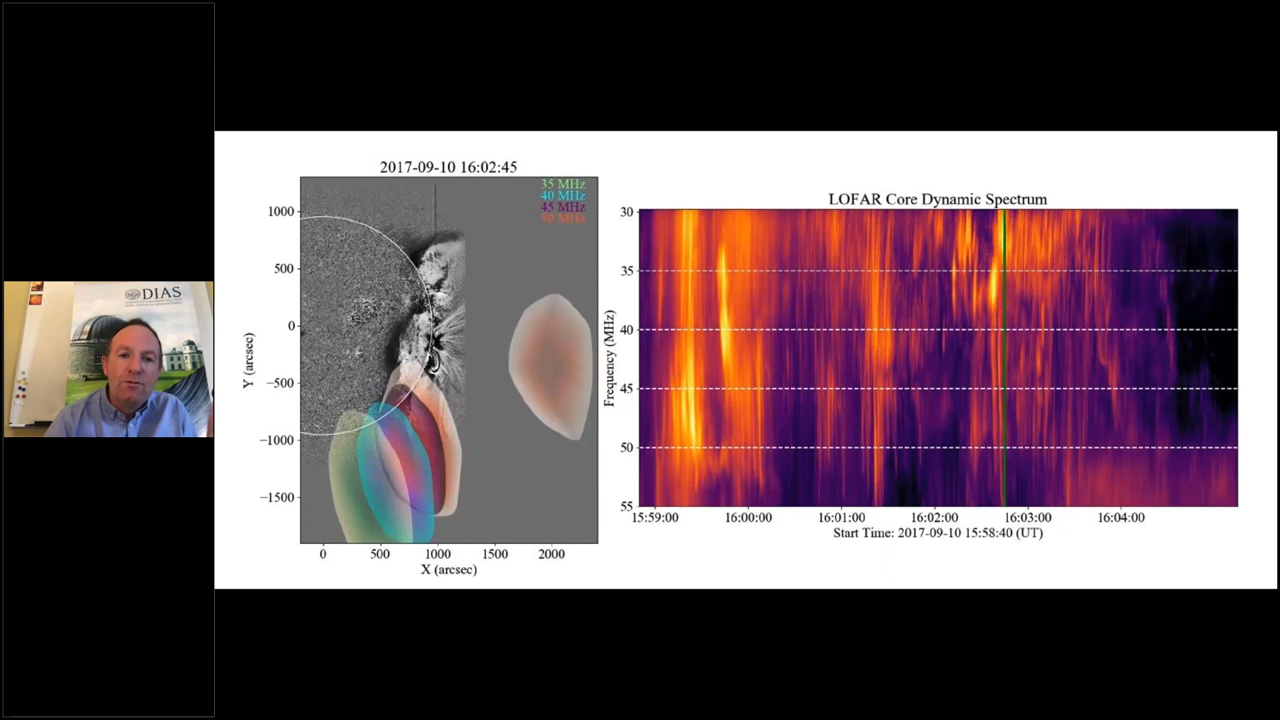 DIAS
2017-09-10 16:02:45
35 MHz
40 MHz
45 MHz
50 MHz
1000
500
0
−500
−1000
−1500
Y (arcsec)
0
500
1000
1500
2000
X (arcsec)
LOFAR Core Dynamic Spectrum
30
35
40
45
50
55
Frequency (MHz)
15:59:00
16:00:00
16:01:00
16:02:00
16:03:00
16:04:00
Start Time: 2017-09-10 15:58:40 (UT)